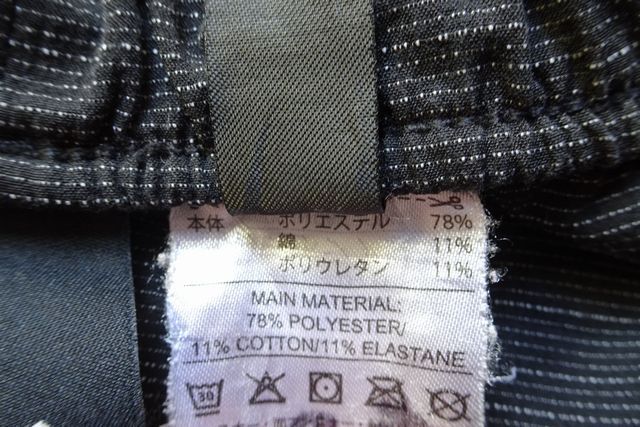 本体 ポリエステル 78%
綿 11%
ポリウレタン 11%
MAIN MATERIAL:
78% POLYESTER/
11% COTTON/11% ELASTANE
30